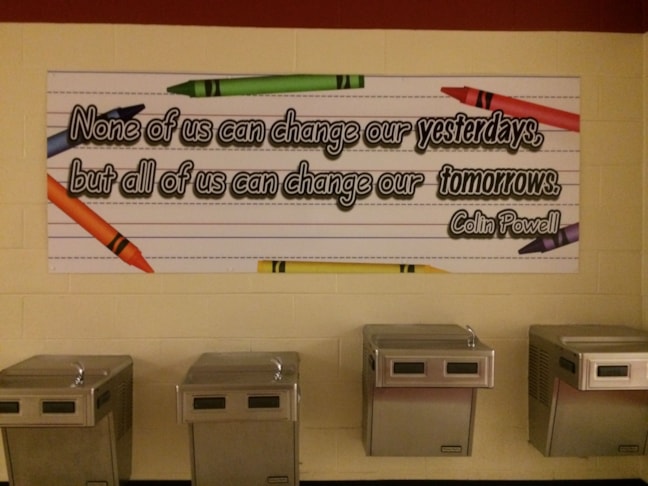 None of us can change our yesterdays,
but all of us can change our tomorrows.
Colin Powell